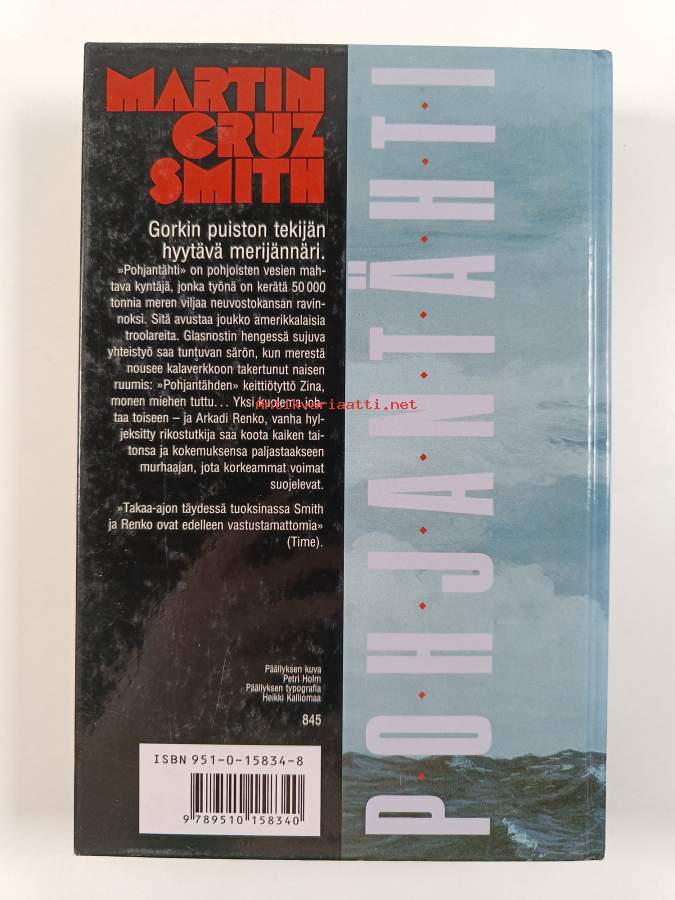 MARTIN
CRUZ
SMITH
Gorkin puiston tekijän
hyytävä merijännäri.
»Pohjantähti» on pohjoisten vesien mah-
tava kyntäjä, jonka työnä on kerätä 50 000
tonnia meren viljaa neuvostokansan ravin-
noksi. Sitä avustaa joukko amerikkalaisia
troolareita. Glasnostin hengessä sujuva
yhteistyö saa tuntuvan särön, kun merestä
nousee kalaverkkoon takertunut naisen
ruumis: »Pohjantähden» keittiötyttö Zina,
monen miehen tuttu... Yksi kuolema joh-
taa toiseen – ja Arkadi Renko, vanha hyl-
jeksitty rikostutkija saa koota kaiken tai-
tonsa ja kokemuksensa paljastaakseen
murhaajan, jota korkeammat voimat
suojelevat.
»Takaa-ajon täydessä tuoksinassa Smith
ja Renko ovat edelleen vastustamattomia»
(Time).
Päällyksen kuva
Petri Holm
Päällyksen typografia
Heikki Kalliomaa
845
ISBN 951-0-15834-8
9 789510 158340
P·O·H·J·A·N·T·Ä·H·T·I
Antikvariaatti.net